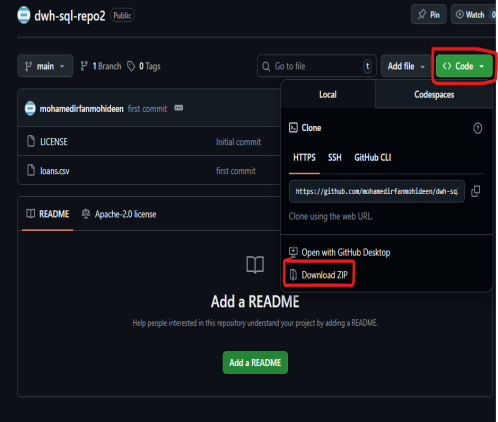 dwh-sql-repo2 Public
Pin Watch 0
main 1 Branch 0 Tags Go to file t Add file Code
Local Codespaces
mohamedirfanmohideen first commit
Clone
LICENSE Initial commit
HTTPS SSH GitHub CLI
loans.csv first commit
https://github.com/mohamedirfanmohideen/dwh-sq
Clone using the web URL.
README Apache-2.0 license
Open with GitHub Desktop
Download ZIP
Add a README
Help people interested in this repository understand your project by adding a README.
Add a README